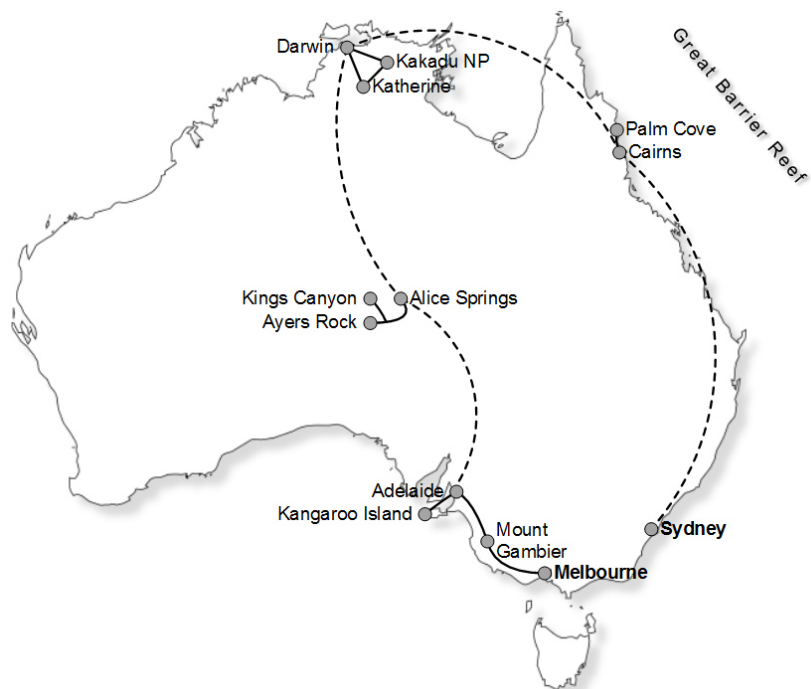 Darwin
Kakadu NP
Katherine
Great Barrier Reef
Palm Cove
Cairns
Kings Canyon
Alice Springs
Ayers Rock
Adelaide
Kangaroo Island
Mount
Gambier
Sydney
Melbourne